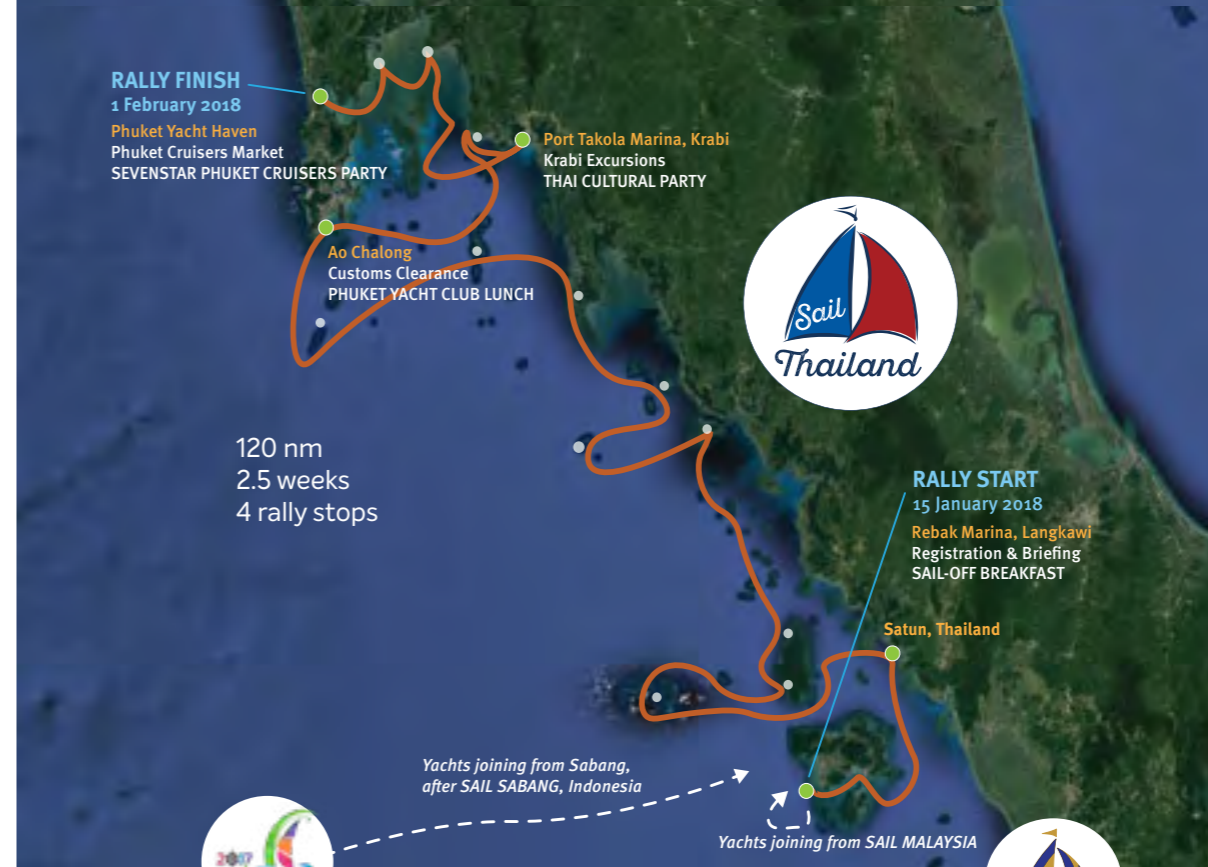 RALLY FINISH
1 February 2018
Phuket Yacht Haven
Phuket Cruisers Market
SEVENSTAR PHUKET CRUISERS PARTY
Port Takola Marina, Krabi
Krabi Excursions
THAI CULTURAL PARTY
Ao Chalong
Customs Clearance
PHUKET YACHT CLUB LUNCH
Sail
Thailand
120 nm
2.5 weeks
4 rally stops
RALLY START
15 January 2018
Rebak Marina, Langkawi
Registration & Briefing
SAIL-OFF BREAKFAST
Satun, Thailand
Yachts joining from Sabang,
after SAIL SABANG, Indonesia
Yachts joining from SAIL MALAYSIA